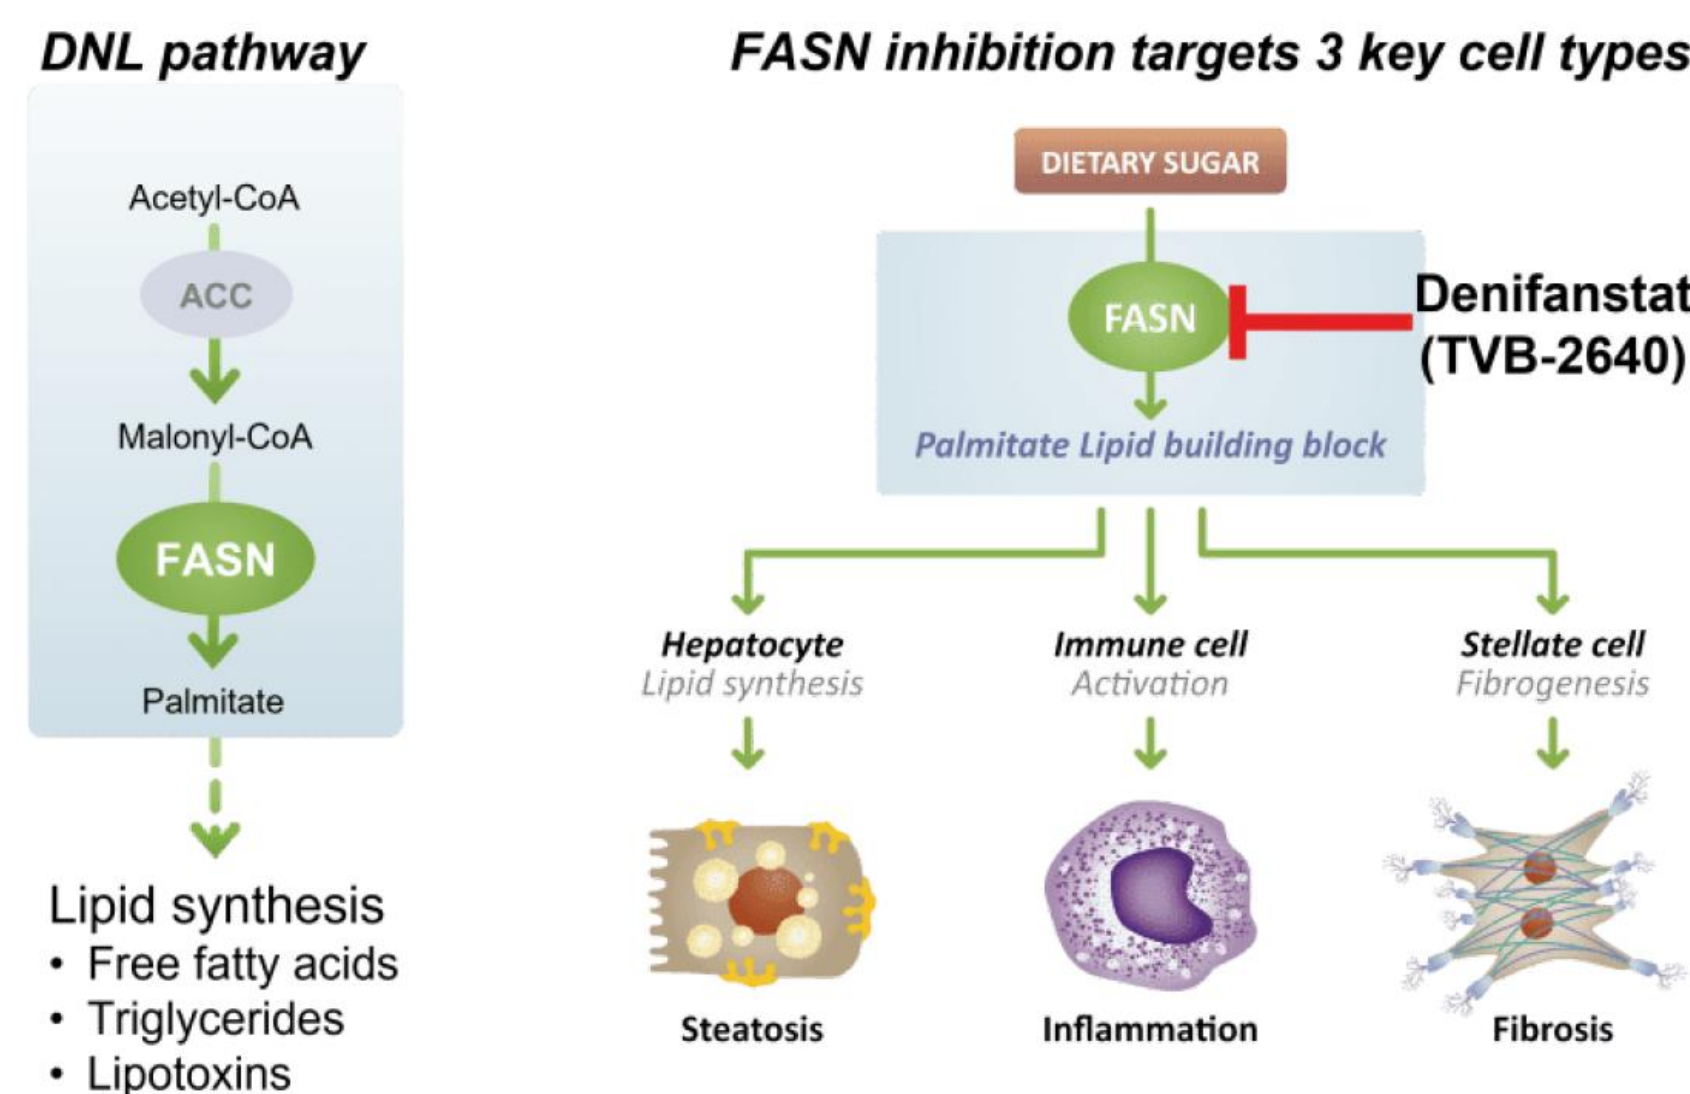 DNL pathway
Acetyl-CoA
ACC
Malonyl-CoA
FASN
Palmitate
Lipid synthesis
• Free fatty acids
• Triglycerides
• Lipotoxins
FASN inhibition targets 3 key cell types
DIETARY SUGAR
FASN
Denifanstat
(TVB-2640)
Palmitate Lipid building block
Hepatocyte
Lipid synthesis
Steatosis
Immune cell
Activation
Inflammation
Stellate cell
Fibrogenesis
Fibrosis